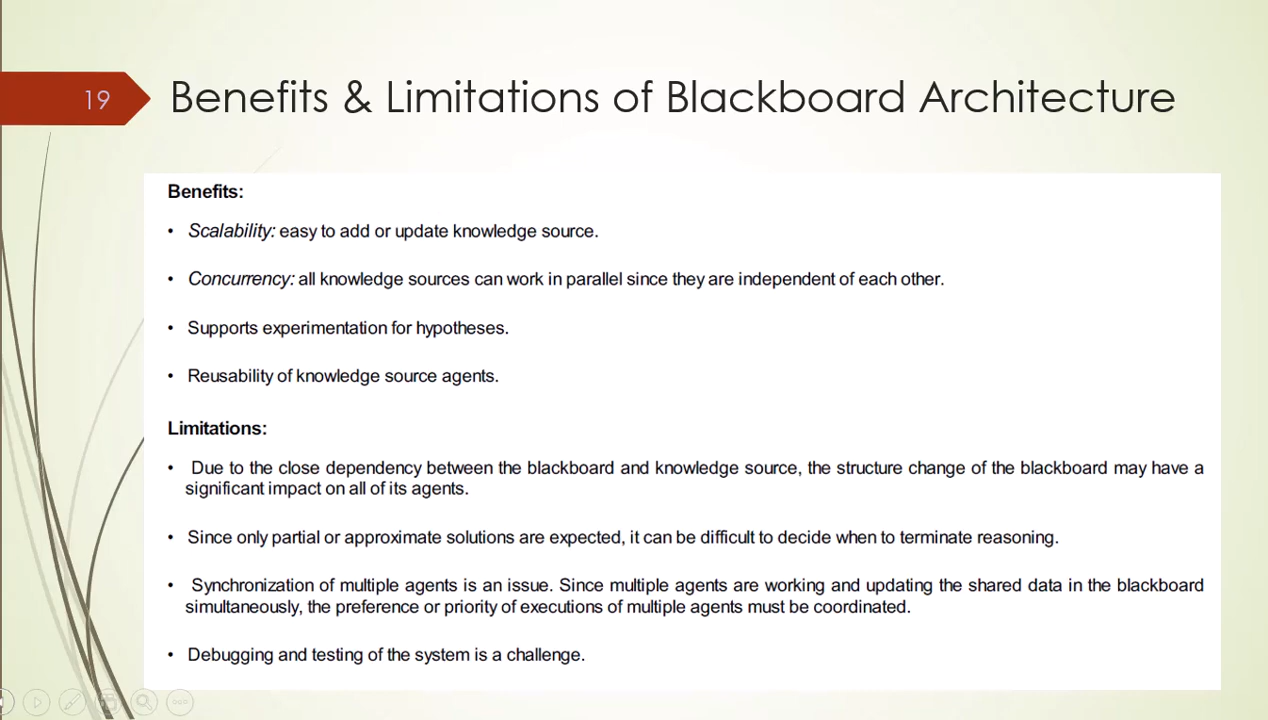 19
Benefits & Limitations of Blackboard Architecture
Benefits:
• Scalability: easy to add or update knowledge source.
• Concurrency: all knowledge sources can work in parallel since they are independent of each other.
• Supports experimentation for hypotheses.
• Reusability of knowledge source agents.
Limitations:
• Due to the close dependency between the blackboard and knowledge source, the structure change of the blackboard may have a
significant impact on all of its agents.
• Since only partial or approximate solutions are expected, it can be difficult to decide when to terminate reasoning.
• Synchronization of multiple agents is an issue. Since multiple agents are working and updating the shared data in the blackboard
simultaneously, the preference or priority of executions of multiple agents must be coordinated.
• Debugging and testing of the system is a challenge.